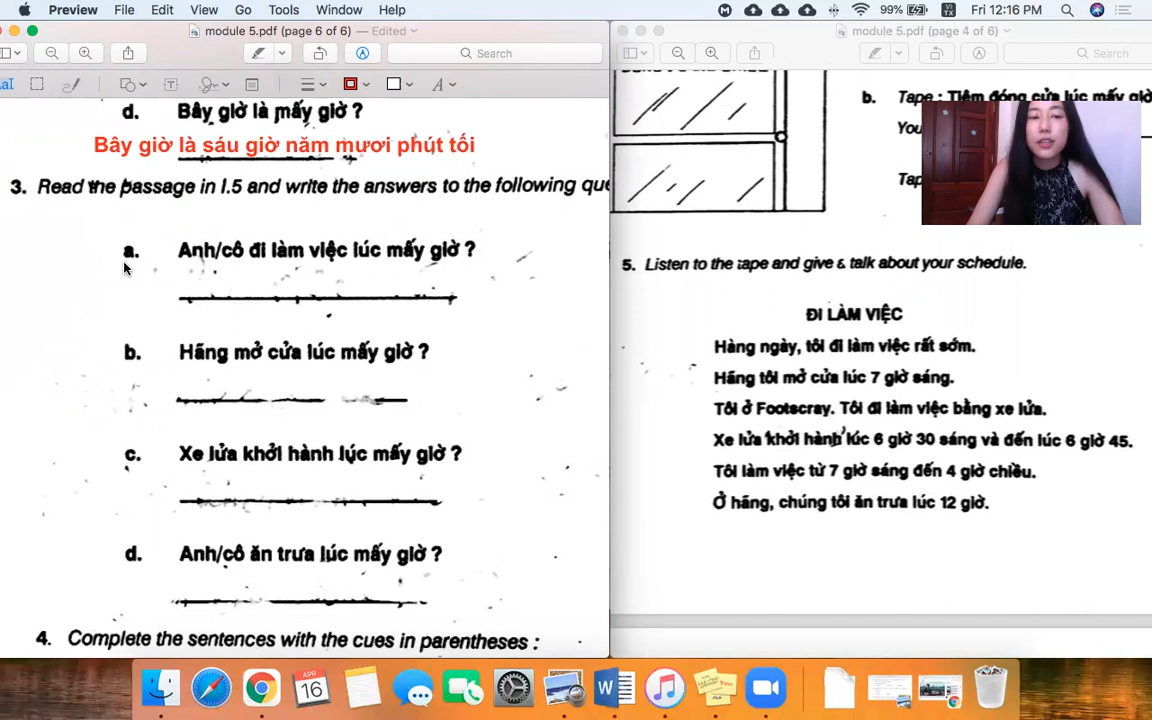 Preview File Edit View Go Tools Window Help
99% VI TX Fri 12:16 PM
module 5.pdf (page 6 of 6) — Edited
Search
d. Bây giờ là mấy giờ ?
Bây giờ là sáu giờ năm mươi phút tối
3. Read the passage in I.5 and write the answers to the following que
a. Anh/cô đi làm việc lúc mấy giờ ?
b. Hãng mở cửa lúc mấy giờ ?
c. Xe lửa khởi hành lúc mấy giờ ?
d. Anh/cô ăn trưa lúc mấy giờ ?
4. Complete the sentences with the cues in parentheses :
module 5.pdf (page 4 of 6)
Search
b. Tape : Tiệm đóng cửa lúc mấy giờ
You
Tap
5. Listen to the tape and give a talk about your schedule.
ĐI LÀM VIỆC
Hàng ngày, tôi đi làm việc rất sớm.
Hãng tôi mở cửa lúc 7 giờ sáng.
Tôi ở Footscray. Tôi đi làm việc bằng xe lửa.
Xe lửa khởi hành lúc 6 giờ 30 sáng và đến lúc 6 giờ 45.
Tôi làm việc từ 7 giờ sáng đến 4 giờ chiều.
Ở hãng, chúng tôi ăn trưa lúc 12 giờ.
APR
16